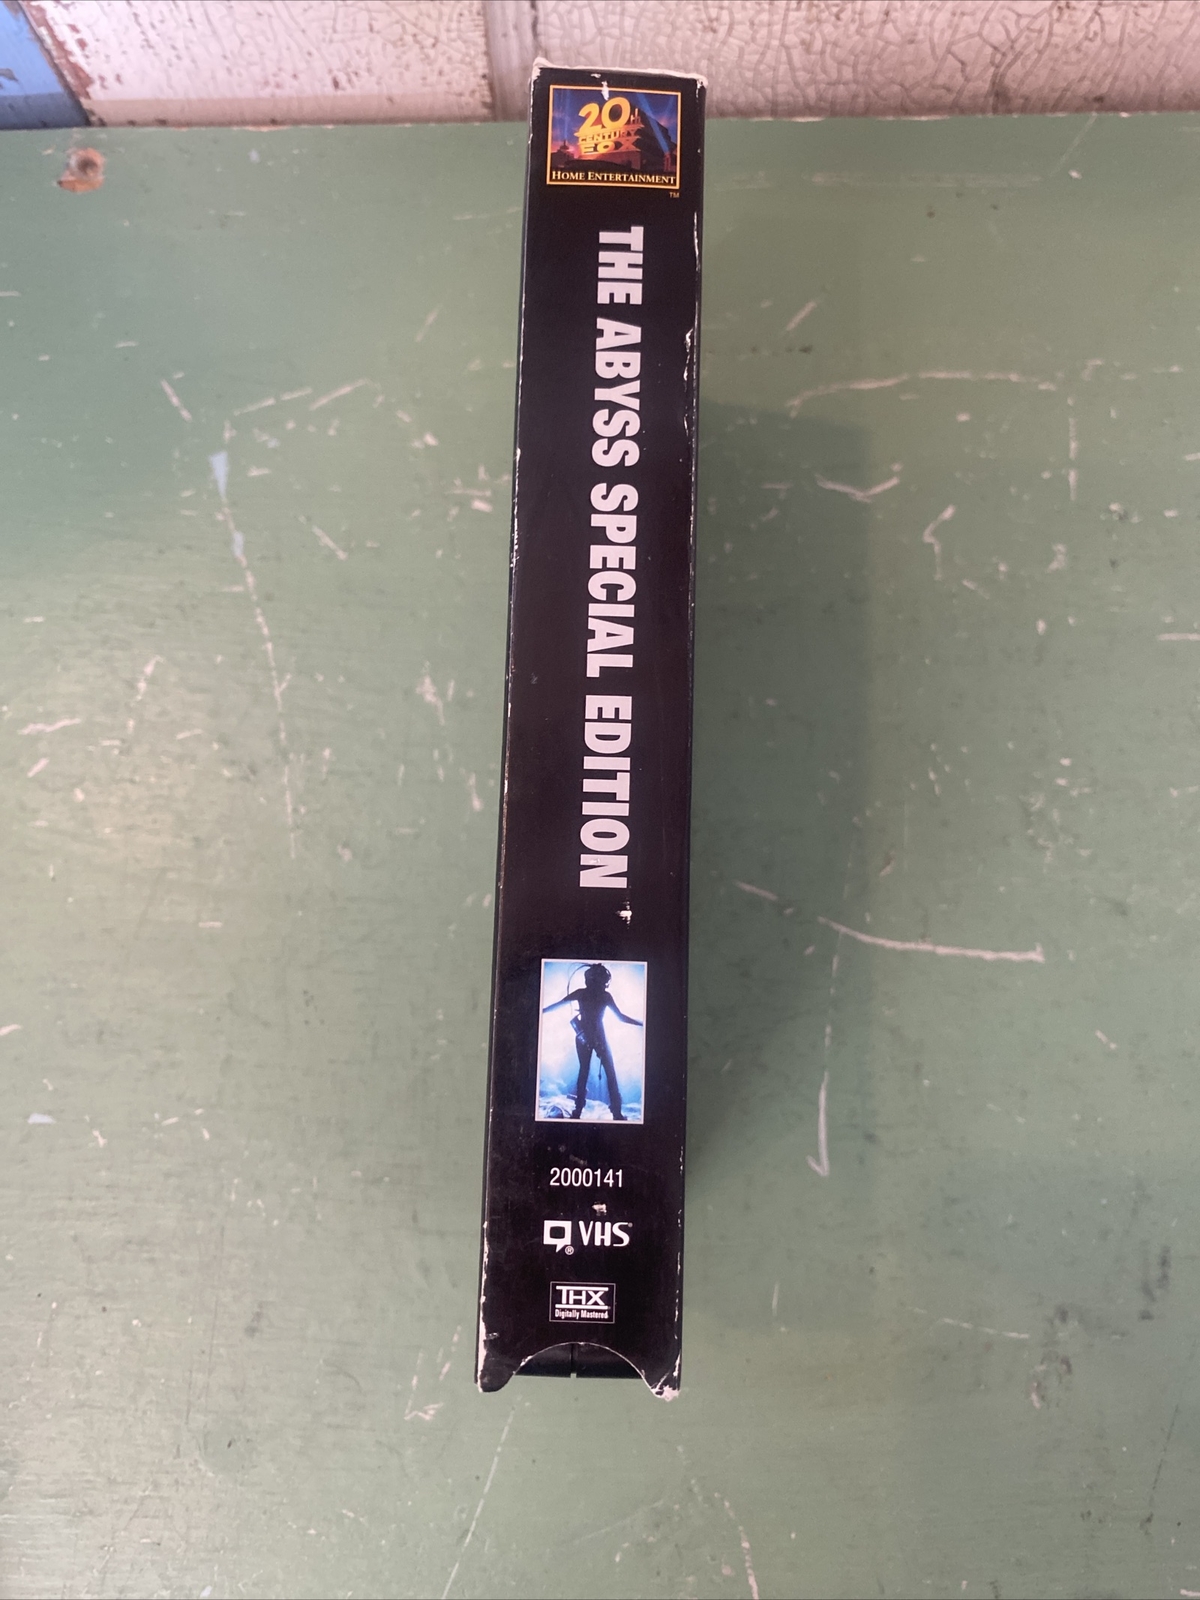 20th
CENTURY
FOX
HOME ENTERTAINMENT
TM
THE ABYSS SPECIAL EDITION
2000141
® VHS
THX
Digitally Mastered